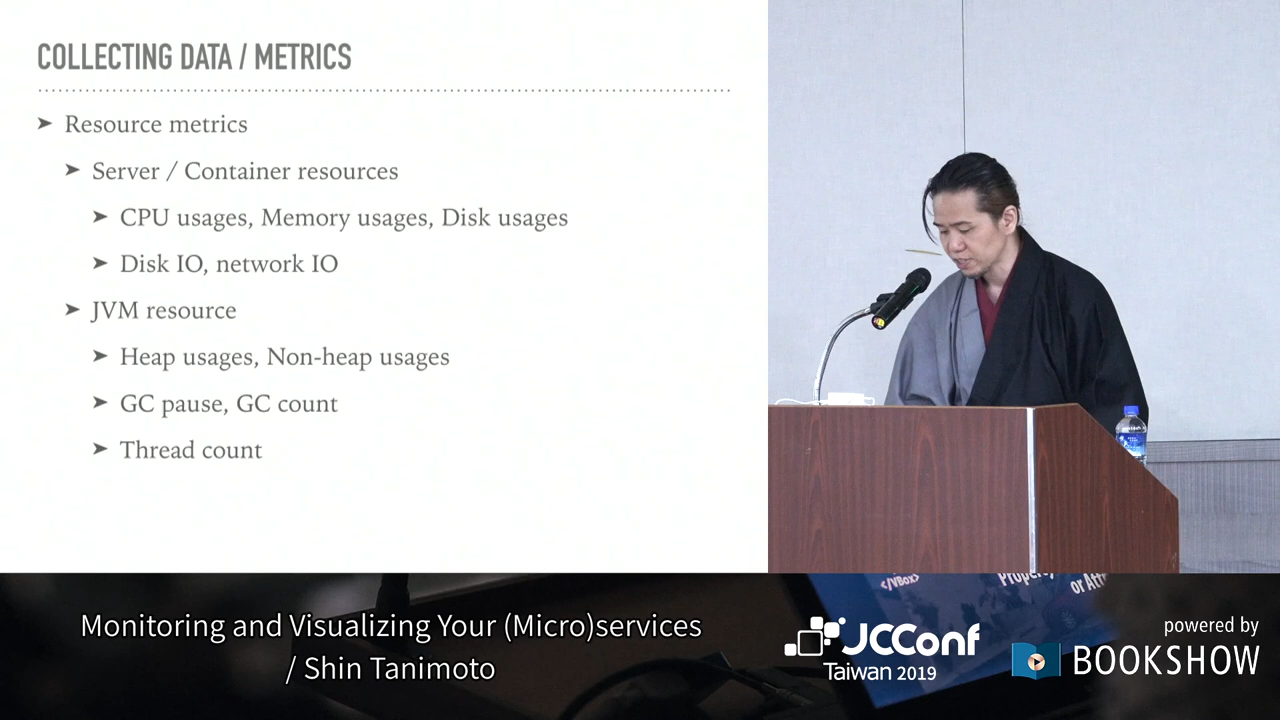 COLLECTING DATA / METRICS
➤ Resource metrics
➤ Server / Container resources
➤ CPU usages, Memory usages, Disk usages
➤ Disk IO, network IO
➤ JVM resource
➤ Heap usages, Non-heap usages
➤ GC pause, GC count
➤ Thread count
</VBox>
or
Monitoring and Visualizing Your (Micro)services
/ Shin Tanimoto
JCConf
Taiwan 2019
powered by
BOOKSHOW